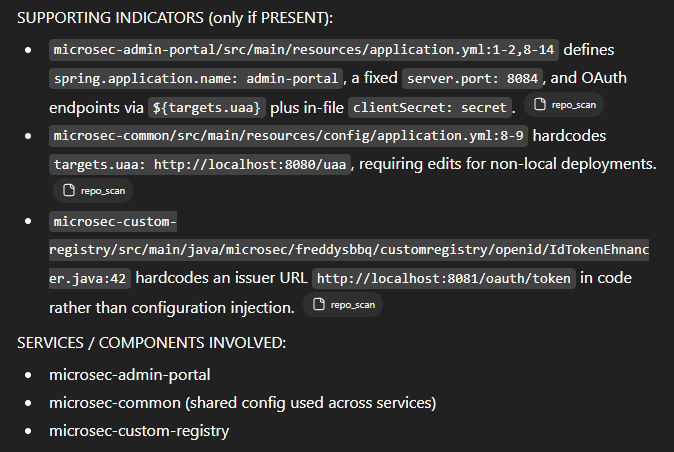 SUPPORTING INDICATORS (only if PRESENT):
• microsec-admin-portal/src/main/resources/application.yml:1-2,8-14 defines
spring.application.name: admin-portal, a fixed server.port: 8084, and OAuth
endpoints via ${targets.uaa} plus in-file clientSecret: secret. repo_scan
• microsec-common/src/main/resources/config/application.yml:8-9 hardcodes
targets.uaa: http://localhost:8080/uaa, requiring edits for non-local deployments.
repo_scan
• microsec-custom-
registry/src/main/java/microsec/freddysbbq/customregistry/openid/IdTokenEhnanc
er.java:42 hardcodes an issuer URL http://localhost:8081/oauth/token in code
rather than configuration injection. repo_scan
SERVICES / COMPONENTS INVOLVED:
• microsec-admin-portal
• microsec-common (shared config used across services)
• microsec-custom-registry